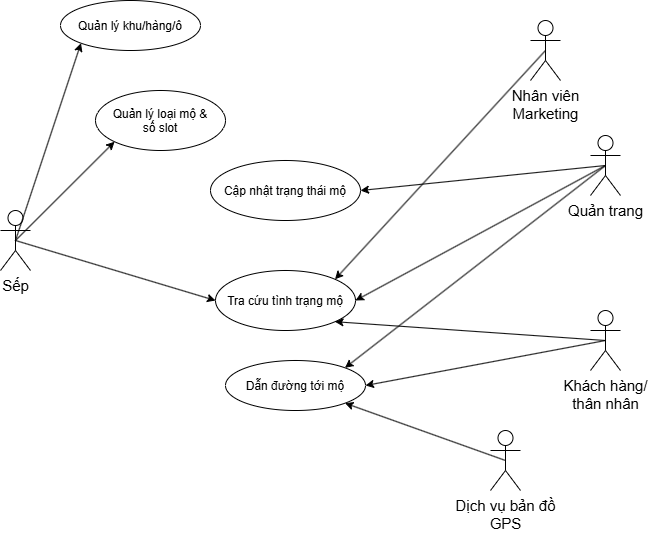 Quản lý khu/hàng/ô
Nhân viên
Marketing
Quản lý loại mộ &
số slot
Cập nhật trạng thái mộ
Quản trang
Sếp
Tra cứu tình trạng mộ
Dẫn đường tới mộ
Khách hàng/
thân nhân
Dịch vụ bản đồ
GPS